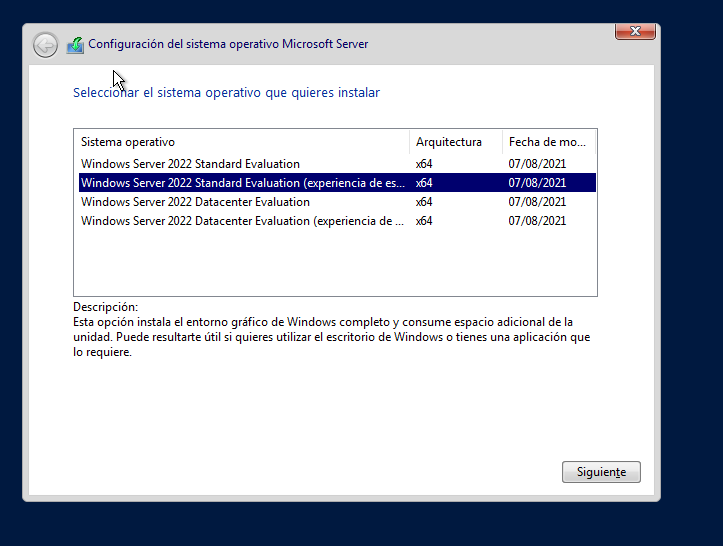 Configuración del sistema operativo Microsoft Server
Seleccionar el sistema operativo que quieres instalar
Sistema operativo Arquitectura Fecha de mo...
Windows Server 2022 Standard Evaluation x64 07/08/2021
Windows Server 2022 Standard Evaluation (experiencia de es... x64 07/08/2021
Windows Server 2022 Datacenter Evaluation x64 07/08/2021
Windows Server 2022 Datacenter Evaluation (experiencia de ... x64 07/08/2021
Descripción:
Esta opción instala el entorno gráfico de Windows completo y consume espacio adicional de la
unidad. Puede resultarte útil si quieres utilizar el escritorio de Windows o tienes una aplicación que
lo requiere.
Siguiente